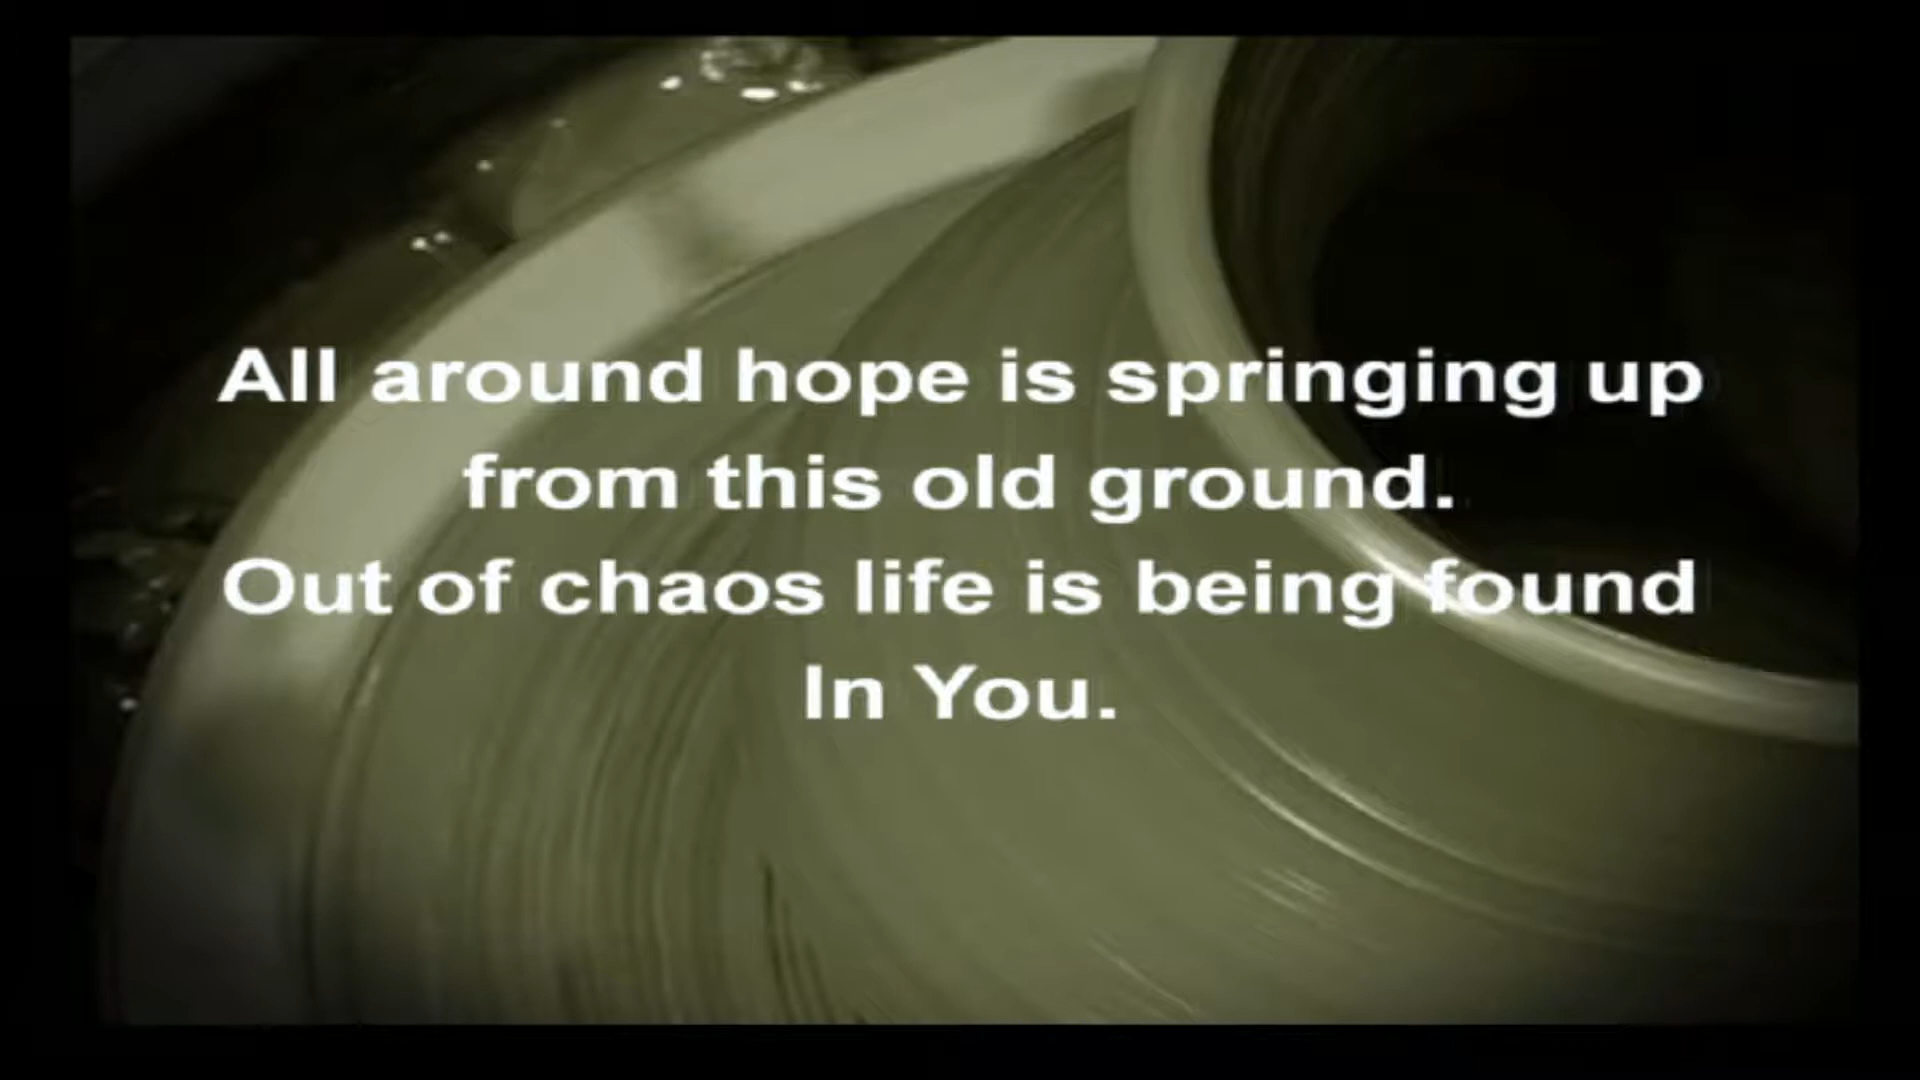 All around hope is springing up
from this old ground.
Out of chaos life is being found
In You.